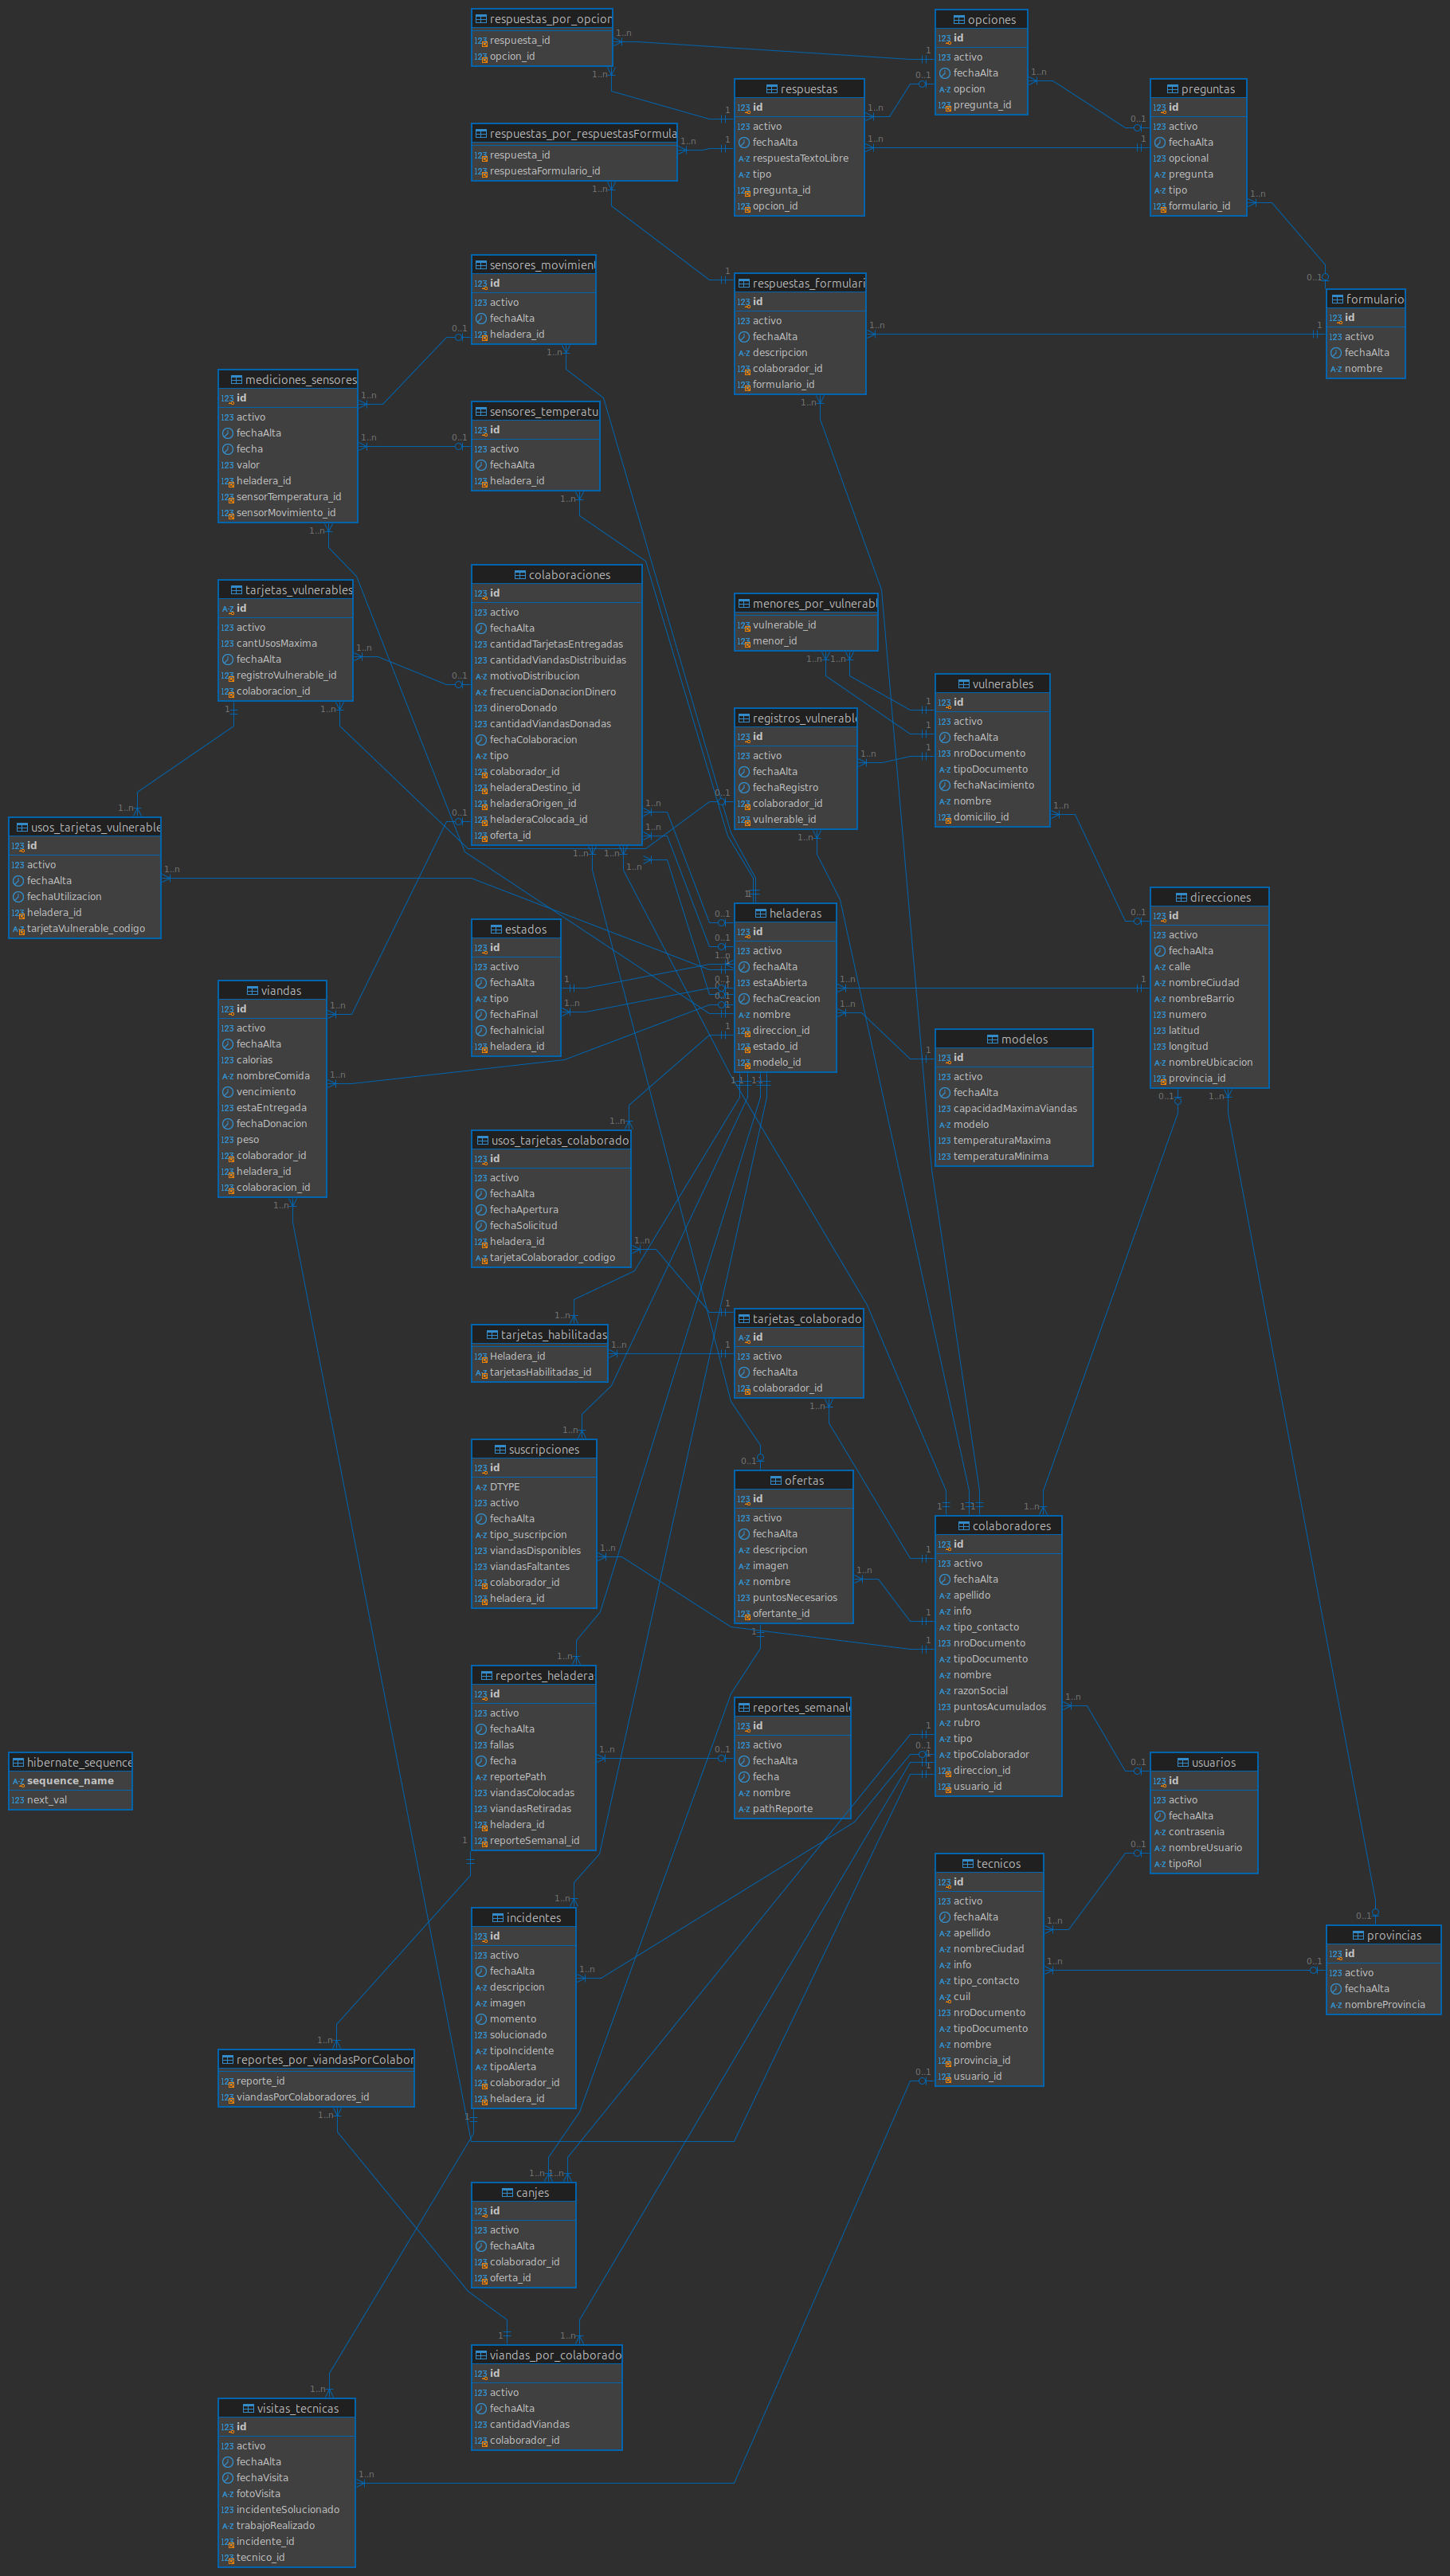 respuestas_por_opcion
respuesta_id
opcion_id
opciones
id
activo
fechaAlta
opcion
pregunta_id
respuestas
id
activo
fechaAlta
respuestaTextoLibre
tipo
pregunta_id
opcion_id
preguntas
id
activo
fechaAlta
opcional
pregunta
tipo
formulario_id
respuestas_por_respuestasFormula
respuesta_id
respuestaFormulario_id
sensores_movimient
id
activo
fechaAlta
heladera_id
respuestas_formulari
id
activo
fechaAlta
descripcion
colaborador_id
formulario_id
formulario
id
activo
fechaAlta
nombre
mediciones_sensores
id
activo
fechaAlta
fecha
valor
heladera_id
sensorTemperatura_id
sensorMovimiento_id
sensores_temperatu
id
activo
fechaAlta
heladera_id
colaboraciones
id
activo
fechaAlta
cantidadTarjetasEntregadas
cantidadViandasDistribuidas
motivoDistribucion
frecuenciaDonacionDinero
dineroDonado
cantidadViandasDonadas
fechaColaboracion
tipo
colaborador_id
heladeraDestino_id
heladeraOrigen_id
heladeraColocada_id
oferta_id
tarjetas_vulnerables
id
activo
cantUsosMaxima
fechaAlta
registroVulnerable_id
colaboracion_id
menores_por_vulnerabl
vulnerable_id
menor_id
vulnerables
id
activo
fechaAlta
nroDocumento
tipoDocumento
fechaNacimiento
nombre
domicilio_id
registros_vulnerabl
id
activo
fechaAlta
fechaRegistro
colaborador_id
vulnerable_id
usos_tarjetas_vulnerable
id
activo
fechaAlta
fechaUtilizacion
heladera_id
tarjetaVulnerable_codigo
direcciones
id
activo
fechaAlta
calle
nombreCiudad
nombreBarrio
numero
latitud
longitud
nombreUbicacion
provincia_id
heladeras
id
activo
fechaAlta
estaAbierta
fechaCreacion
nombre
direccion_id
estado_id
modelo_id
estados
id
activo
fechaAlta
tipo
fechaFinal
fechaInicial
heladera_id
viandas
id
activo
fechaAlta
calorias
nombreComida
vencimiento
estaEntregada
fechaDonacion
peso
colaborador_id
heladera_id
colaboracion_id
modelos
id
activo
fechaAlta
capacidadMaximaViandas
modelo
temperaturaMaxima
temperaturaMinima
usos_tarjetas_colaborado
id
activo
fechaAlta
fechaApertura
fechaSolicitud
heladera_id
tarjetaColaborador_codigo
tarjetas_habilitadas
Heladera_id
tarjetasHabilitadas_id
tarjetas_colaborado
id
activo
fechaAlta
colaborador_id
suscripciones
id
DTYPE
activo
fechaAlta
tipo_suscripcion
viandasDisponibles
viandasFaltantes
colaborador_id
heladera_id
ofertas
id
activo
fechaAlta
descripcion
imagen
nombre
puntosNecesarios
ofertante_id
colaboradores
id
activo
fechaAlta
apellido
info
tipo_contacto
nroDocumento
tipoDocumento
nombre
razonSocial
puntosAcumulados
rubro
tipo
tipoColaborador
direccion_id
usuario_id
reportes_heladera
id
activo
fechaAlta
fallas
fecha
reportePath
viandasColocadas
viandasRetiradas
heladera_id
reporteSemanal_id
reportes_semanal
id
activo
fechaAlta
fecha
nombre
pathReporte
hibernate_sequence
sequence_name
next_val
usuarios
id
activo
fechaAlta
contrasenia
nombreUsuario
tipoRol
tecnicos
id
activo
fechaAlta
apellido
nombreCiudad
info
tipo_contacto
cuil
nroDocumento
tipoDocumento
nombre
provincia_id
usuario_id
provincias
id
activo
fechaAlta
nombreProvincia
incidentes
id
activo
fechaAlta
descripcion
imagen
momento
solucionado
tipoIncidente
tipoAlerta
colaborador_id
heladera_id
reportes_por_viandasPorColabor
reporte_id
viandasPorColaboradores_id
canjes
id
activo
fechaAlta
colaborador_id
oferta_id
viandas_por_colaborado
id
activo
fechaAlta
cantidadViandas
colaborador_id
visitas_tecnicas
id
activo
fechaAlta
fechaVisita
fotoVisita
incidenteSolucionado
trabajoRealizado
incidente_id
tecnico_id